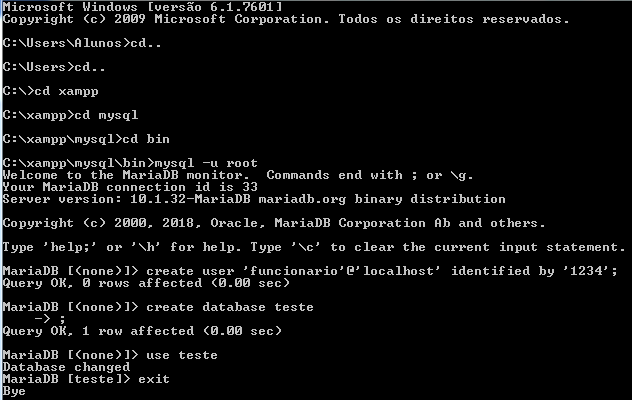 Microsoft Windows [versão 6.1.7601]
Copyright (c) 2009 Microsoft Corporation. Todos os direitos reservados.
C:\Users\Alunos>cd..
C:\Users>cd..
C:\>cd xampp
C:\xampp>cd mysql
C:\xampp\mysql>cd bin
C:\xampp\mysql\bin>mysql -u root
Welcome to the MariaDB monitor.  Commands end with ; or \g.
Your MariaDB connection id is 33
Server version: 10.1.32-MariaDB mariadb.org binary distribution
Copyright (c) 2000, 2018, Oracle, MariaDB Corporation Ab and others.
Type 'help;' or '\h' for help. Type '\c' to clear the current input statement.
MariaDB [(none)]> create user 'funcionario'@'localhost' identified by '1234';
Query OK, 0 rows affected (0.00 sec)
MariaDB [(none)]> create database teste
    -> ;
Query OK, 1 row affected (0.00 sec)
MariaDB [(none)]> use teste
Database changed
MariaDB [teste]> exit
Bye